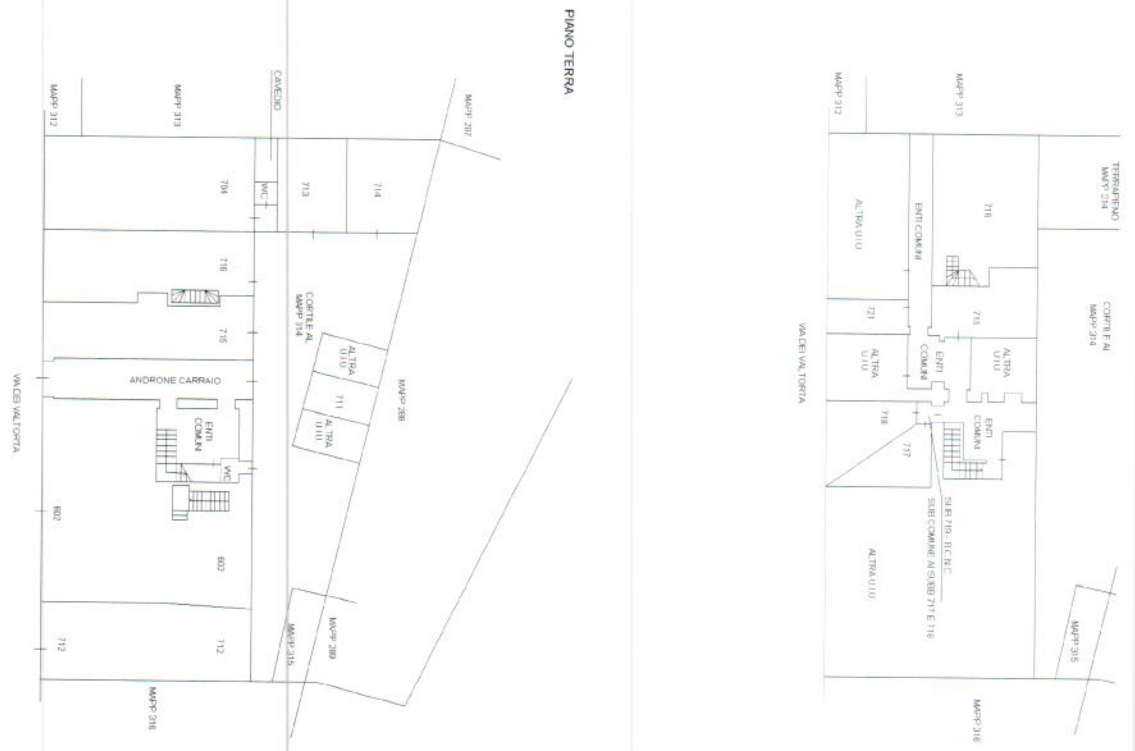 PIANO TERRA
MAPP 287
CAVEDIO
MAPP 313
MAPP 312
714
713
WC
704
716
CORTILE AL
MAPP 314
715
ALTRA
U I U
711
ALTRA
U I U
MAPP 288
ANDRONE CARRAIO
VIA DEI VALTORTA
ENTI
COMUNI
WC
602
602
MAPP 289
MAPP 315
712
712
MAPP 316
MAPP 313
MAPP 312
TERRAPIENO
MAPP 214
716
ENTI COMUNI
ALTRA U I U
CORTILE AL
MAPP 314
715
721
ALTRA
U I U
ENTI
COMUNI
ALTRA
U I U
VIA DEI VALTORTA
ENTI
COMUNI
718
717
SUB 719 - B C N C
SUB COMUNE AI SUBB 717 E 718
ALTRA U I U
MAPP 315
MAPP 316